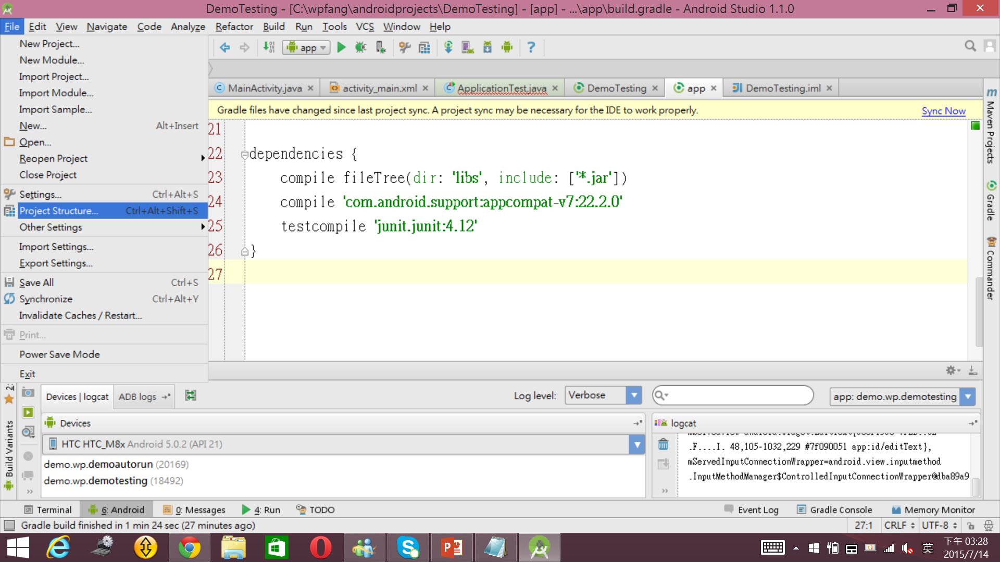 DemoTesting - [C:\wpfang\androidprojects\DemoTesting] - [app] - ...\app\build.gradle - Android Studio 1.1.0
File Edit View Navigate Code Analyze Refactor Build Run Tools VCS Window Help
New Project...
New Module...
Import Project...
Import Module...
Import Sample...
New... Alt+Insert
Open...
Reopen Project
Close Project
Settings... Ctrl+Alt+S
Project Structure... Ctrl+Alt+Shift+S
Other Settings
Import Settings...
Export Settings...
Save All Ctrl+S
Synchronize Ctrl+Alt+Y
Invalidate Caches / Restart...
Print...
Power Save Mode
Exit
app
MainActivity.java activity_main.xml ApplicationTest.java DemoTesting app DemoTesting.iml
Gradle files have changed since last project sync. A project sync may be necessary for the IDE to work properly. Sync Now
21
22 dependencies {
23 compile fileTree(dir: 'libs', include: ['*.jar'])
24 compile 'com.android.support:appcompat-v7:22.2.0'
25 testcompile 'junit.junit:4.12'
26 }
27
m Maven Projects
Gradle
Commander
2:
Build Variants
Devices | logcat ADB logs Log level: Verbose app: demo.wp.demotesting
Devices
HTC HTC_M8x Android 5.0.2 (API 21)
demo.wp.demoautorun (20169)
demo.wp.demotesting (18492)
logcat
.F....I. 48,105-1032,229 #7f090051 app:id/editText},
mServedInputConnectionWrapper=android.view.inputmethod
.InputMethodManager$ControlledInputConnectionWrapper@dba89a9
Terminal 6: Android 0: Messages 4: Run TODO Event Log Gradle Console Memory Monitor
Gradle build finished in 1 min 24 sec (27 minutes ago) 27:1 CRLF UTF-8
英
下午 03:28
2015/7/14